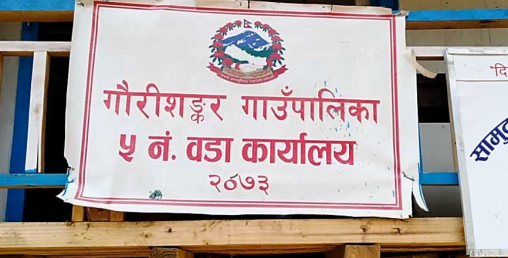 गौरीशङ्कर गाउँपालिका
५ नं. वडा कार्यालय
२०७३
"दि
सामुद